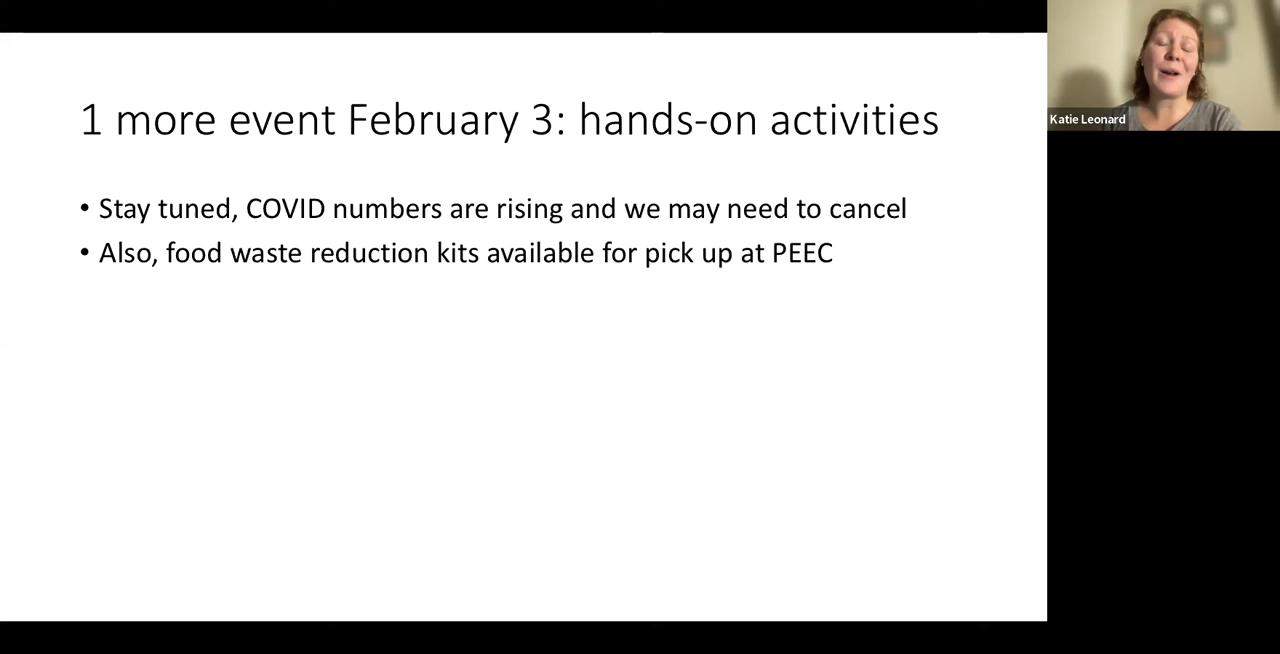 1 more event February 3: hands-on activities
• Stay tuned, COVID numbers are rising and we may need to cancel
• Also, food waste reduction kits available for pick up at PEEC
Katie Leonard